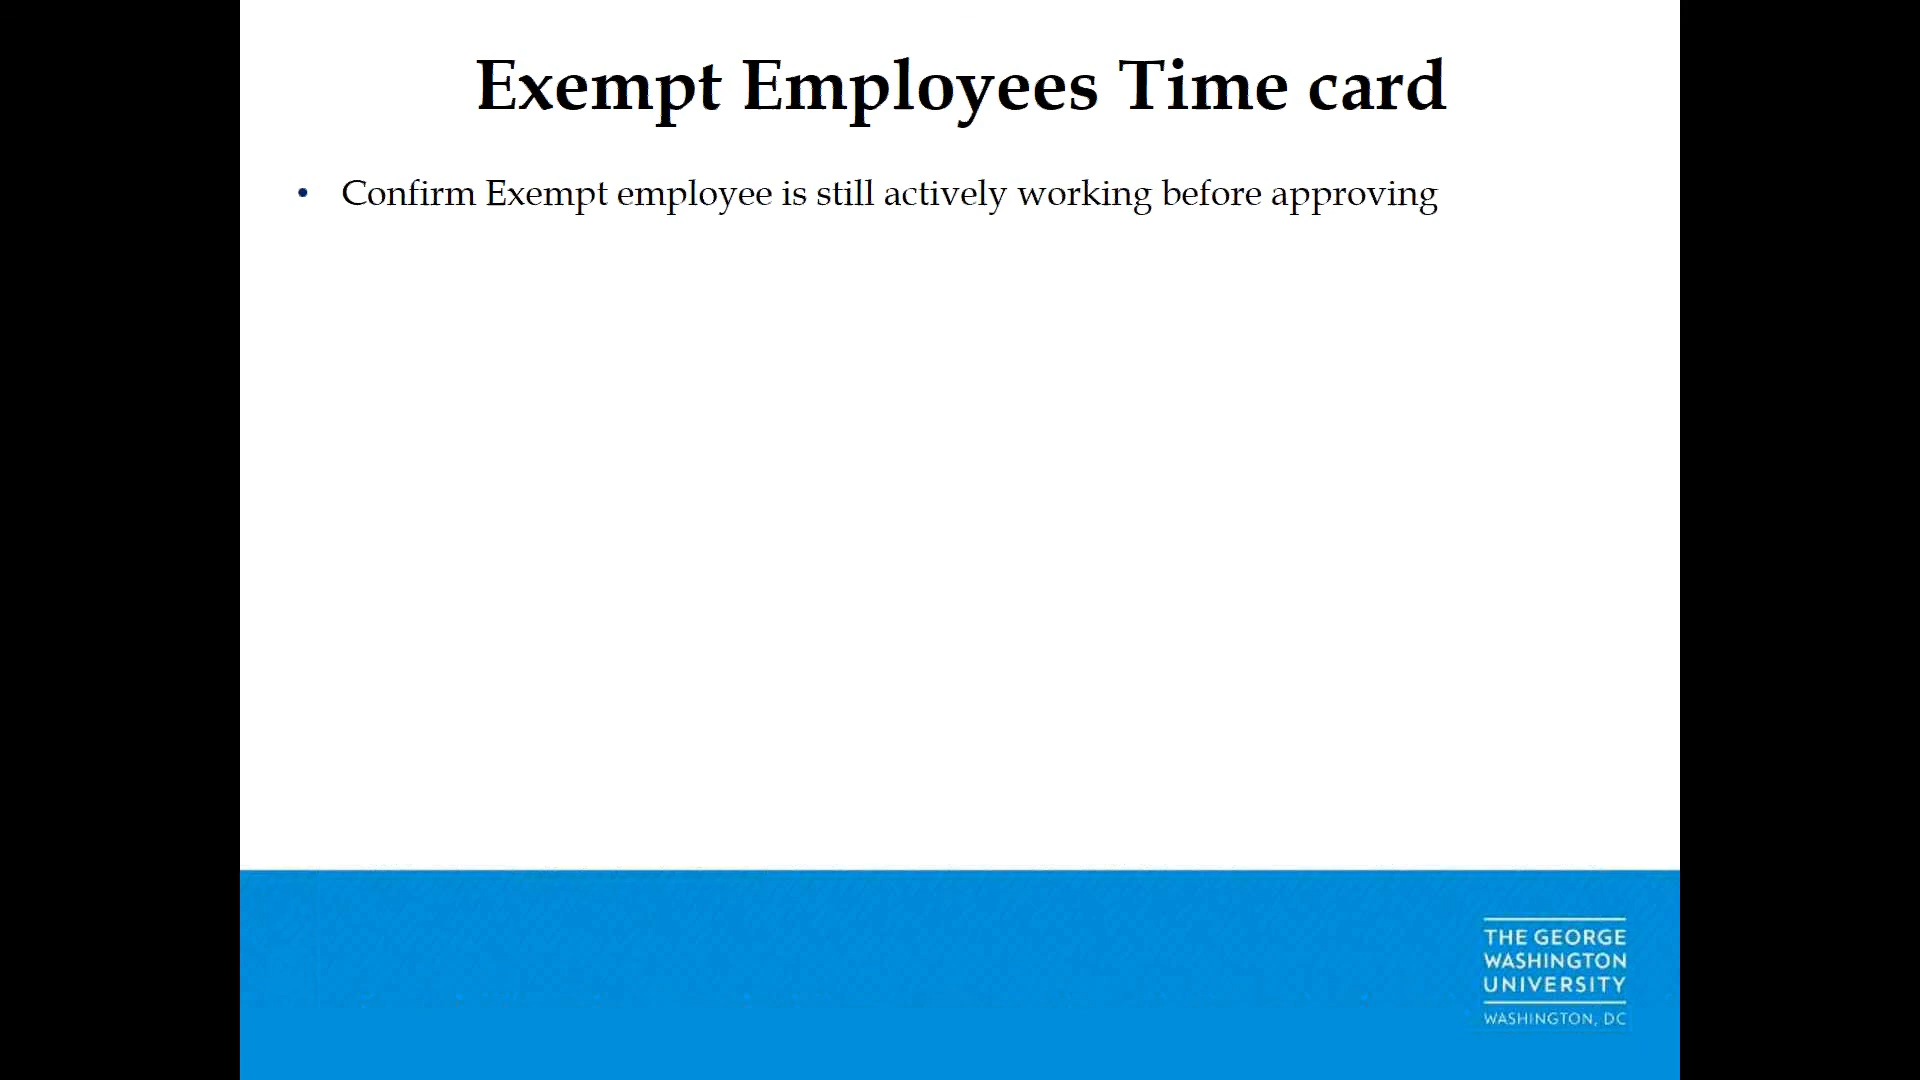 Exempt Employees Time card
• Confirm Exempt employee is still actively working before approving
THE GEORGE
WASHINGTON
UNIVERSITY
WASHINGTON, DC